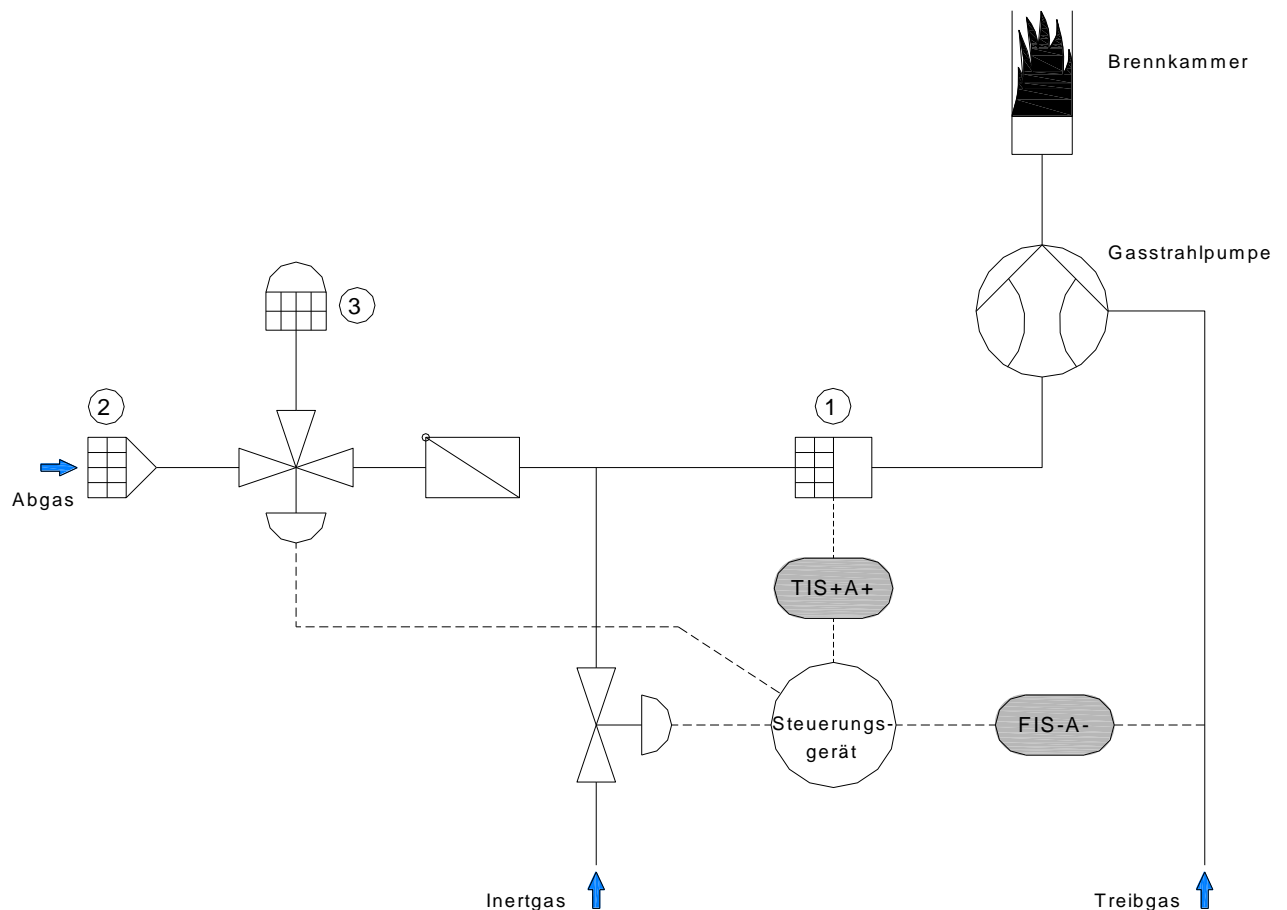 Brennkammer
Gasstrahlpumpe
3
2
1
Abgas
TIS+A+
Steuerungs-
gerät
FIS-A-
Inertgas
Treibgas